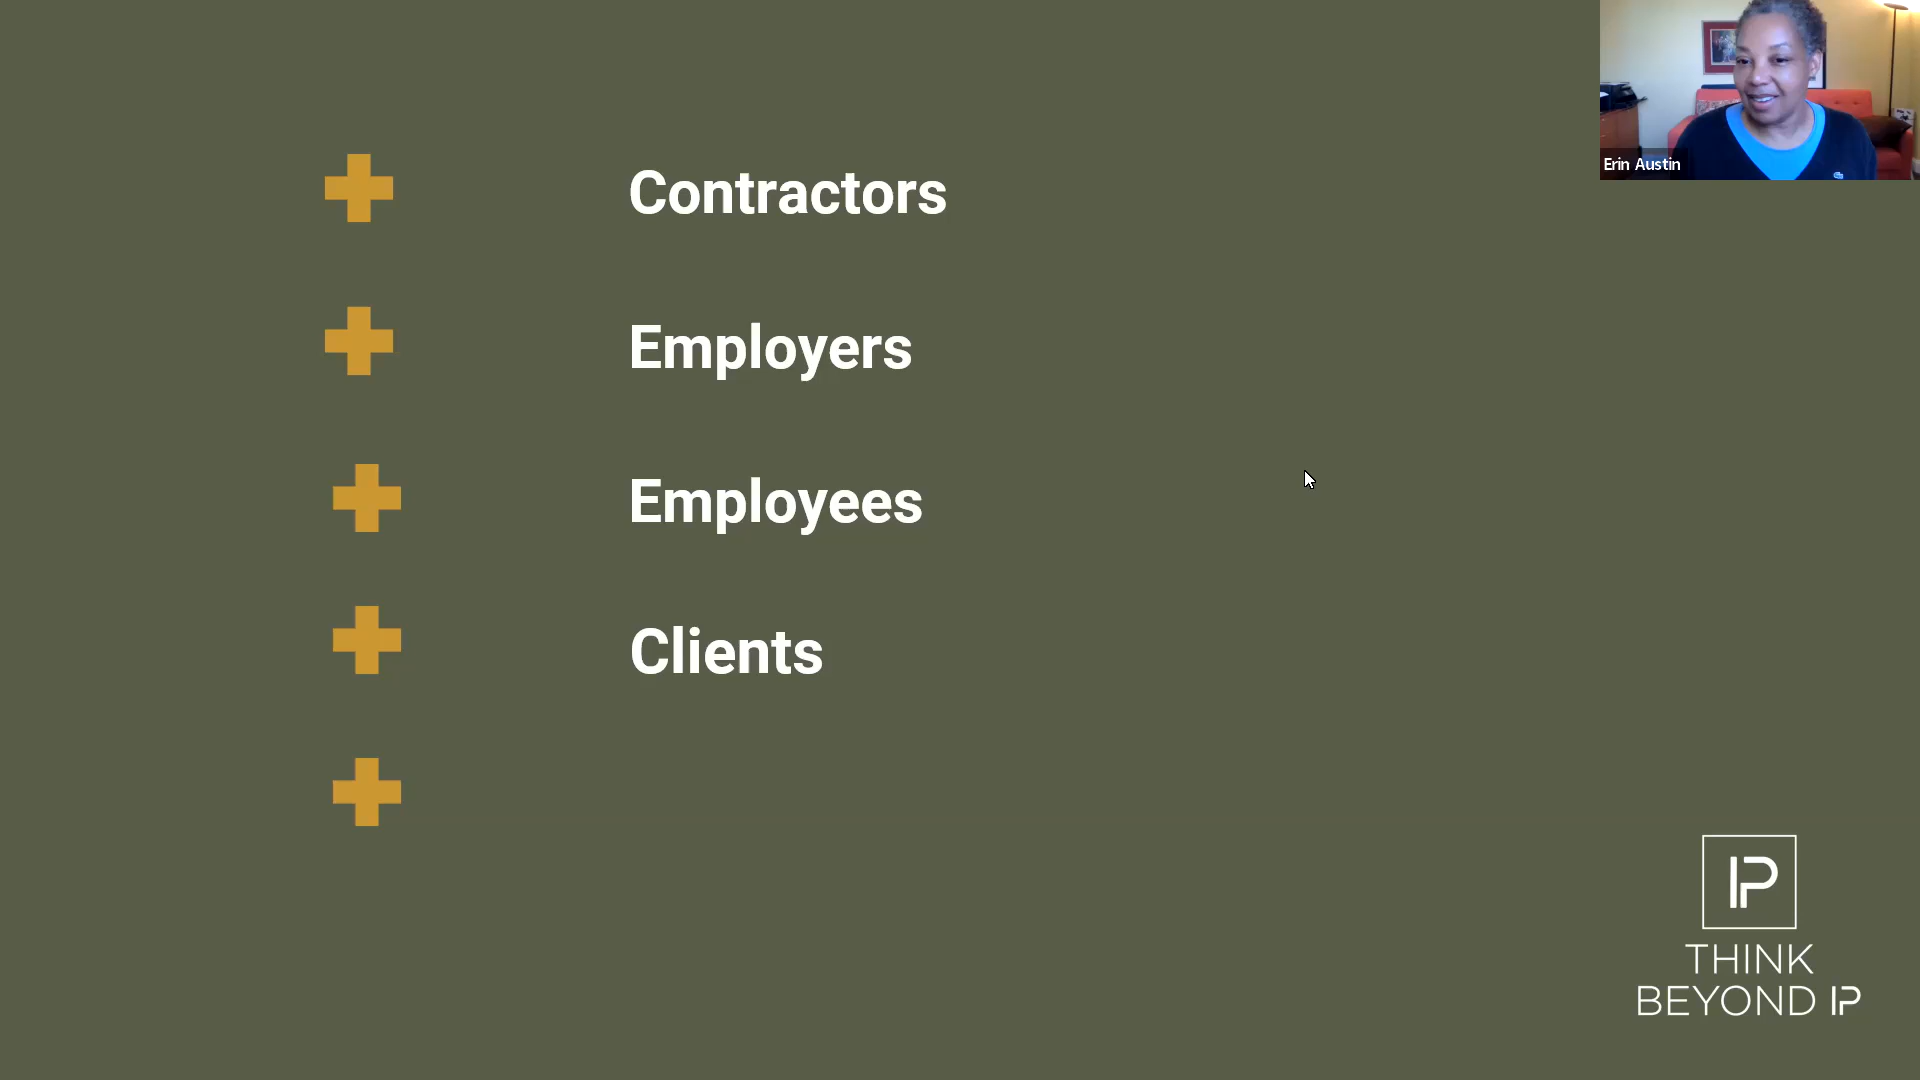 Contractors
Erin Austin
Employers
Employees
Clients
IP
THINK
BEYOND IP